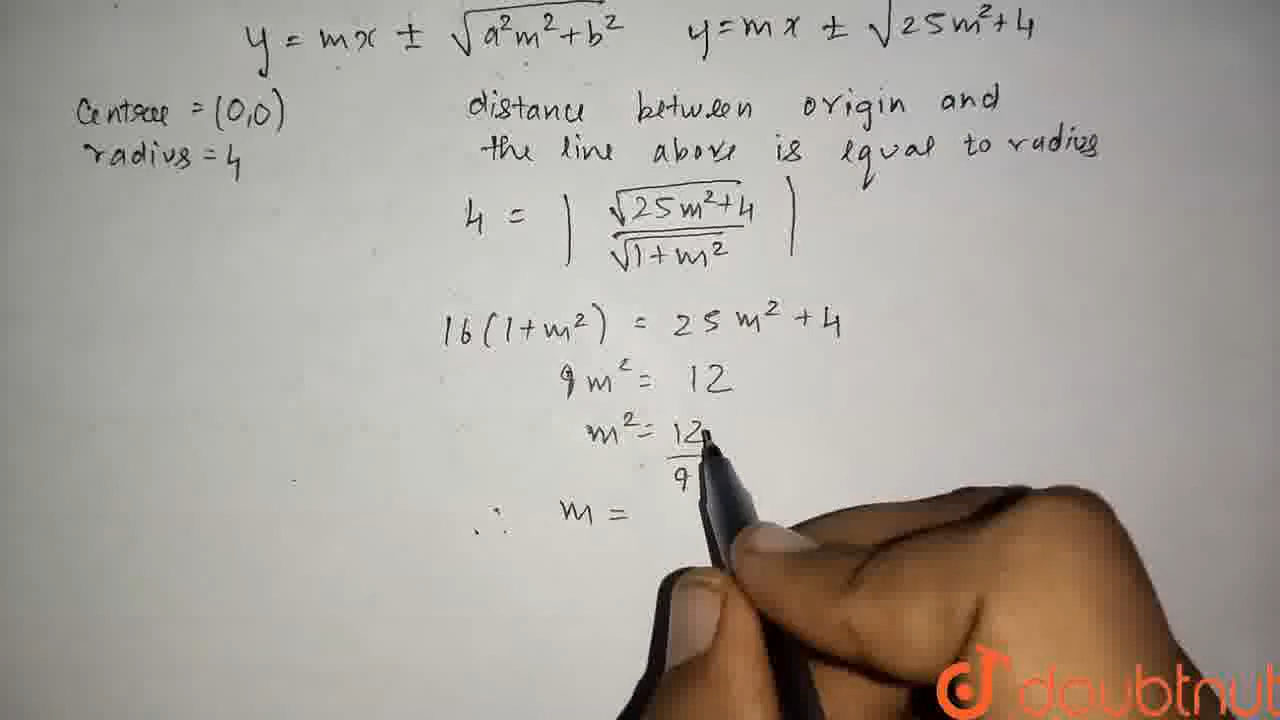 y = mx ± √(a²m² + b²)    y = mx ± √(25m² + 4)
Centre = (0,0)
radius = 4
distance between origin and
the line above is equal to radius
4 = | √(25m² + 4) / √(1 + m²) |
16(1 + m²) = 25m² + 4
9m² = 12
m² = 12/9
∴ m =
doubtnut